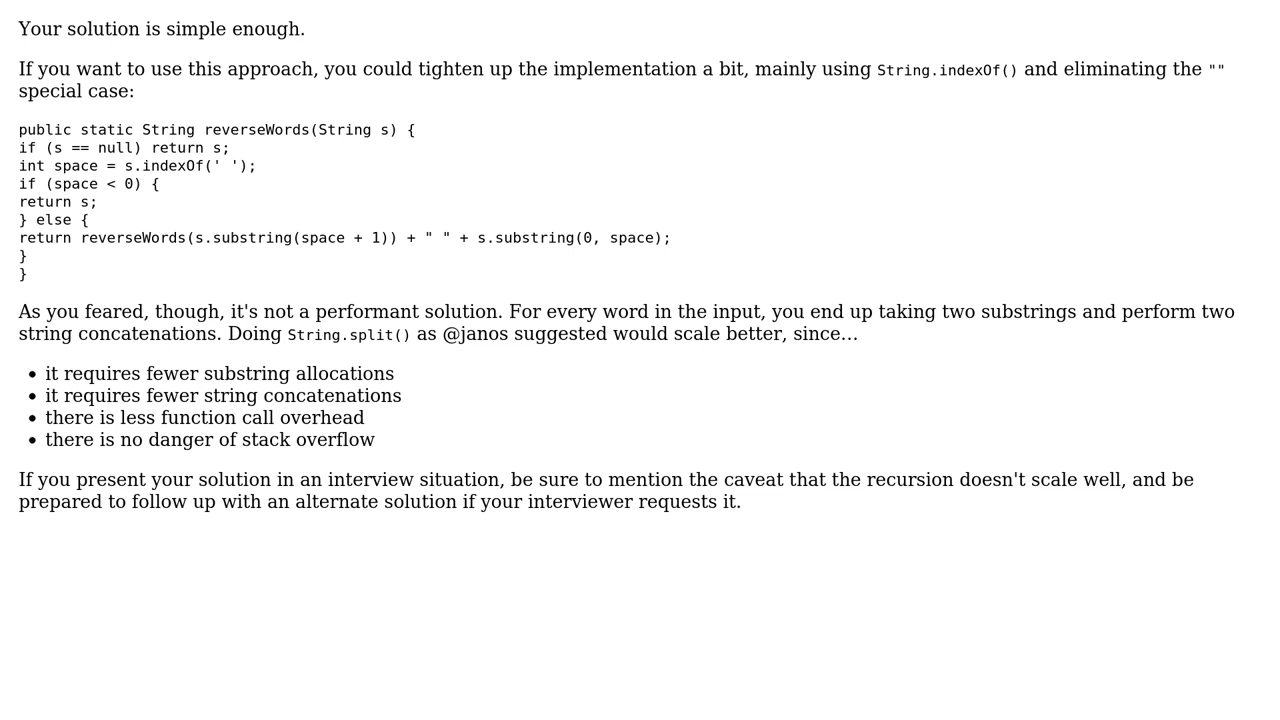 Your solution is simple enough.
If you want to use this approach, you could tighten up the implementation a bit, mainly using String.indexOf() and eliminating the ""
special case:
public static String reverseWords(String s) {
if (s == null) return s;
int space = s.indexOf(' ');
if (space < 0) {
return s;
} else {
return reverseWords(s.substring(space + 1)) + " " + s.substring(0, space);
}
}
As you feared, though, it's not a performant solution. For every word in the input, you end up taking two substrings and perform two
string concatenations. Doing String.split() as @janos suggested would scale better, since…
• it requires fewer substring allocations
• it requires fewer string concatenations
• there is less function call overhead
• there is no danger of stack overflow
If you present your solution in an interview situation, be sure to mention the caveat that the recursion doesn't scale well, and be
prepared to follow up with an alternate solution if your interviewer requests it.